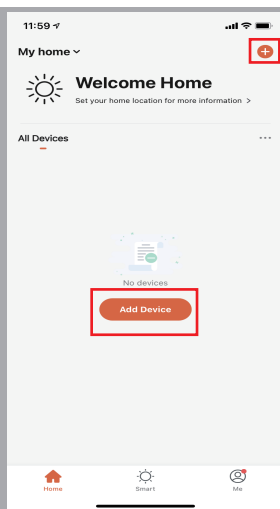 11:59
My home
Welcome Home
Set your home location for more information >
All Devices
...
No devices
Add Device
Home
Smart
Me